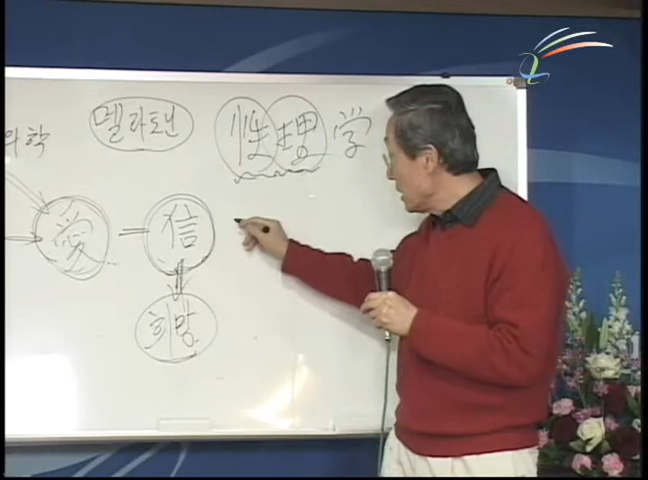 의학 멜라토닌 性理学
愛 = 信
희망